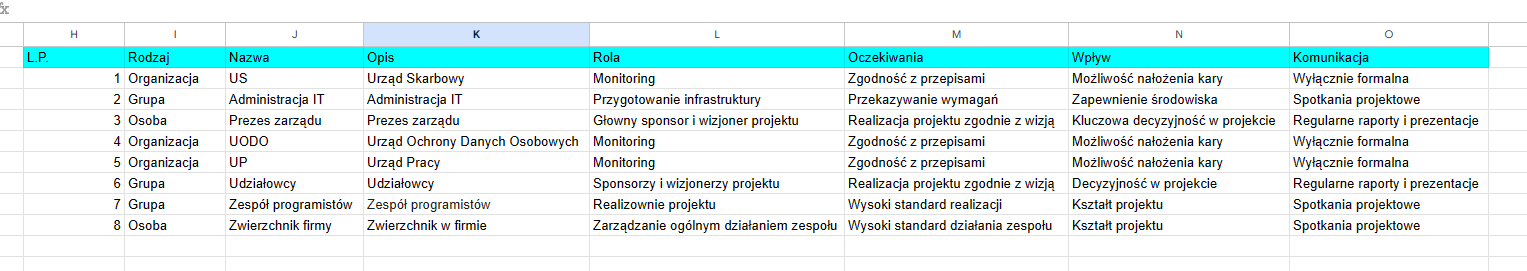 fx
H I J K L M N O
L.P. Rodzaj Nazwa Opis Rola Oczekiwania Wpływ Komunikacja
1 Organizacja US Urząd Skarbowy Monitoring Zgodność z przepisami Możliwość nałożenia kary Wyłącznie formalna
2 Grupa Administracja IT Administracja IT Przygotowanie infrastruktury Przekazywanie wymagań Zapewnienie środowiska Spotkania projektowe
3 Osoba Prezes zarządu Prezes zarządu Głowny sponsor i wizjoner projektu Realizacja projektu zgodnie z wizją Kluczowa decyzyjność w projekcie Regularne raporty i prezentacje
4 Organizacja UODO Urząd Ochrony Danych Osobowych Monitoring Zgodność z przepisami Możliwość nałożenia kary Wyłącznie formalna
5 Organizacja UP Urząd Pracy Monitoring Zgodność z przepisami Możliwość nałożenia kary Wyłącznie formalna
6 Grupa Udziałowcy Udziałowcy Sponsorzy i wizjonerzy projektu Realizacja projektu zgodnie z wizją Decyzyjność w projekcie Regularne raporty i prezentacje
7 Grupa Zespół programistów Zespół programistów Realizownie projektu Wysoki standard realizacji Kształt projektu Spotkania projektowe
8 Osoba Zwierzchnik firmy Zwierzchnik w firmie Zarządzanie ogólnym działaniem zespołu Wysoki standard działania zespołu Kształt projektu Spotkania projektowe